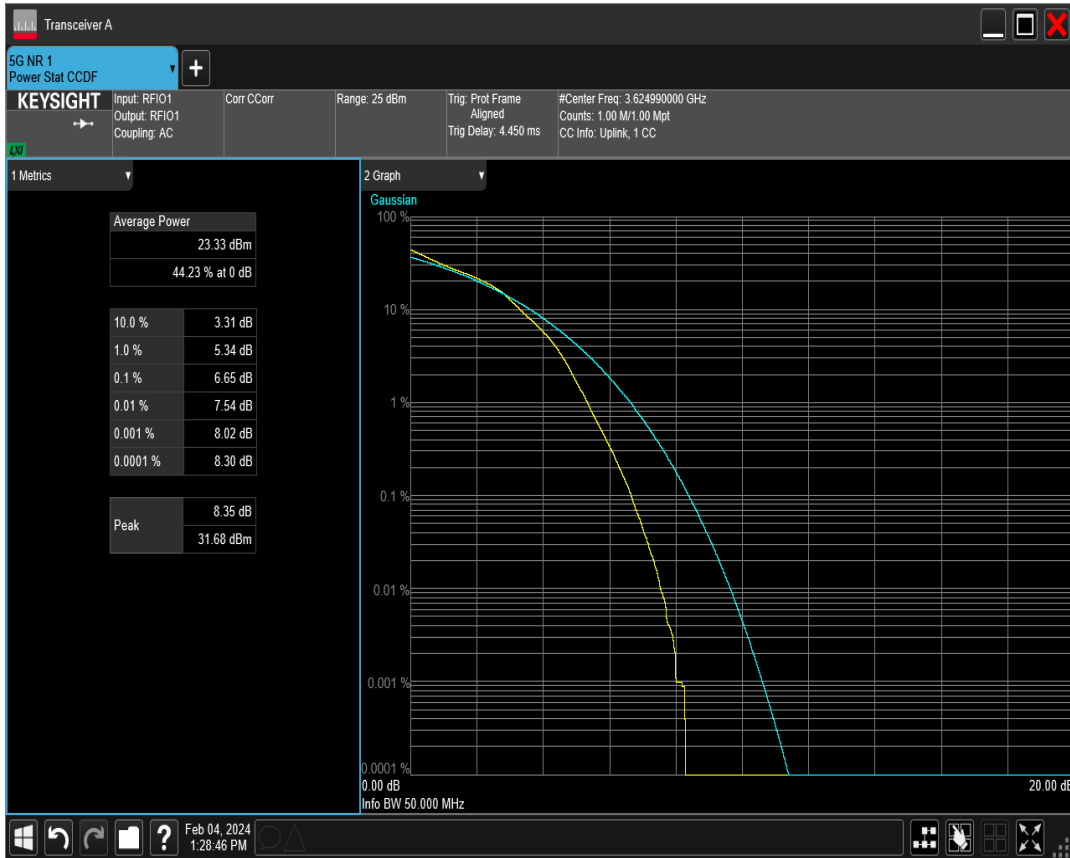 Transceiver A
5G NR 1
Power Stat CCDF
+
KEYSIGHT
LXI
Input: RFIO1
Output: RFIO1
Coupling: AC
Corr CCorr
Range: 25 dBm
Trig: Prot Frame
Aligned
Trig Delay: 4.450 ms
#Center Freq: 3.624990000 GHz
Counts: 1.00 M/1.00 Mpt
CC Info: Uplink, 1 CC
1 Metrics
Average Power
23.33 dBm
44.23 % at 0 dB
10.0 % 3.31 dB
1.0 % 5.34 dB
0.1 % 6.65 dB
0.01 % 7.54 dB
0.001 % 8.02 dB
0.0001 % 8.30 dB
Peak 8.35 dB
31.68 dBm
2 Graph
Gaussian
100 %
10 %
1 %
0.1 %
0.01 %
0.001 %
0.0001 %
0.00 dB 20.00 dB
Info BW 50.000 MHz
? Feb 04, 2024
1:28:46 PM